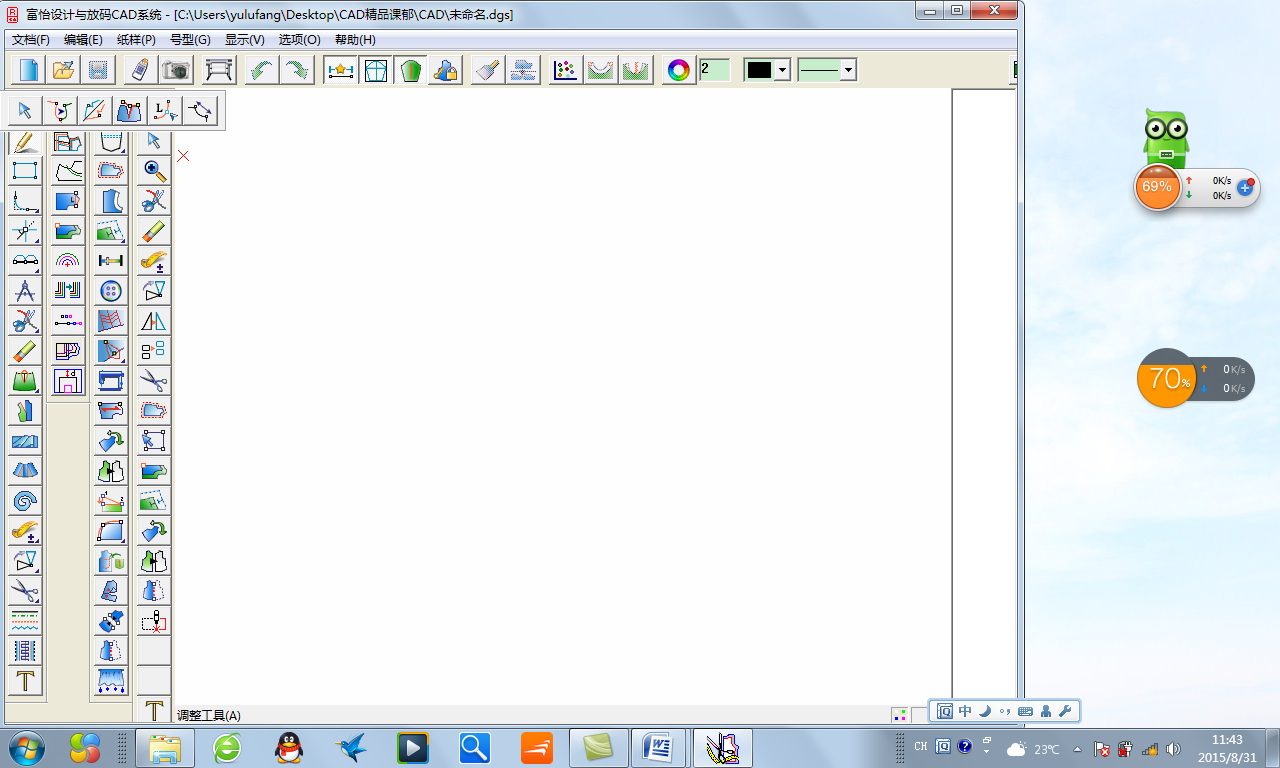 富怡设计与放码CAD系统 - [C:\Users\yulufang\Desktop\CAD精品课郁\CAD\未命名.dgs]
文档(F) 编辑(E) 纸样(P) 号型(G) 显示(V) 选项(O) 帮助(H)
2
69%
0K/s
0K/s
70%
0K/s
0K/s
调整工具(A)
中
CH
23℃
11:43
2015/8/31